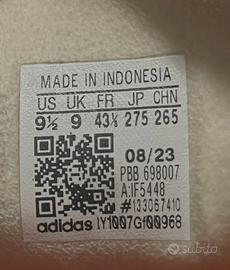 MADE IN INDONESIA
US UK FR JP CHN
9½ 9 43⅓ 275 265
08/23
PBB 698007
A:IF5448
#133067410
adidas IY1007Gf00968
subito